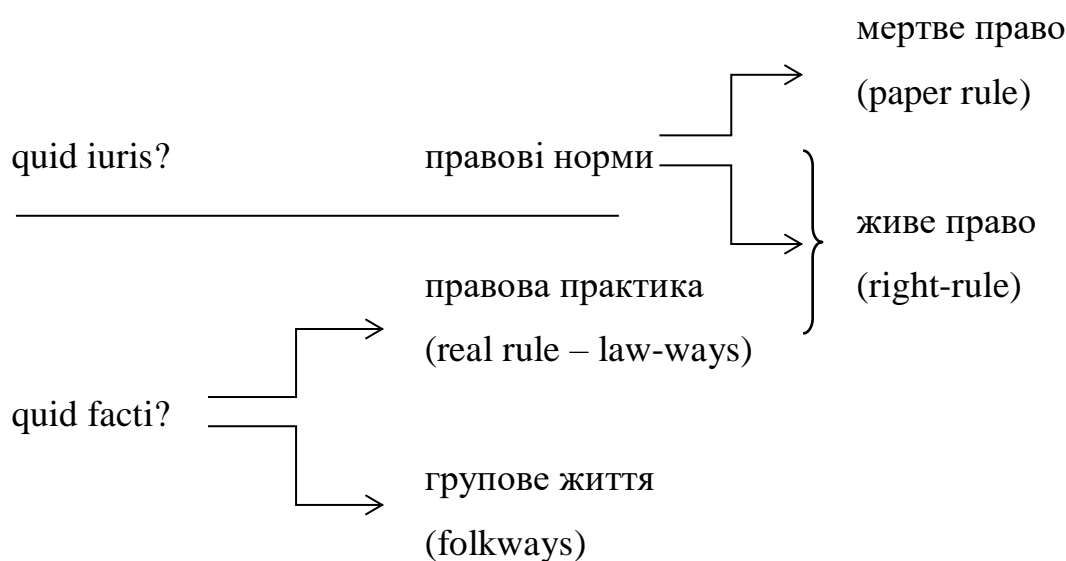 мертве право
(paper rule)
quid iuris?
правові норми
живе право
(right-rule)
правова практика
(real rule – law-ways)
quid facti?
групове життя
(folkways)